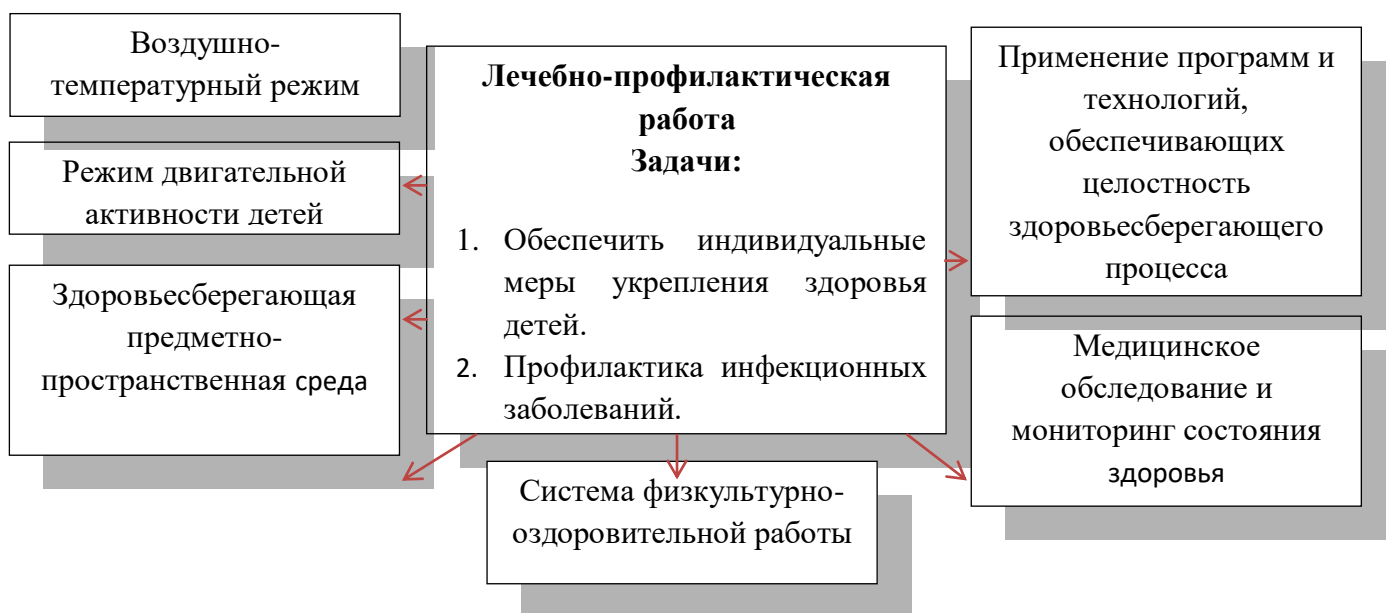 Воздушно-
температурный режим
Режим двигательной
активности детей
Здоровьесберегающая
предметно-
пространственная среда
Лечебно-профилактическая
работа
Задачи:
1. Обеспечить индивидуальные
меры укрепления здоровья
детей.
2. Профилактика инфекционных
заболеваний.
Система физкультурно-
оздоровительной работы
Применение программ и
технологий,
обеспечивающих
целостность
здоровьесберегающего
процесса
Медицинское
обследование и
мониторинг состояния
здоровья